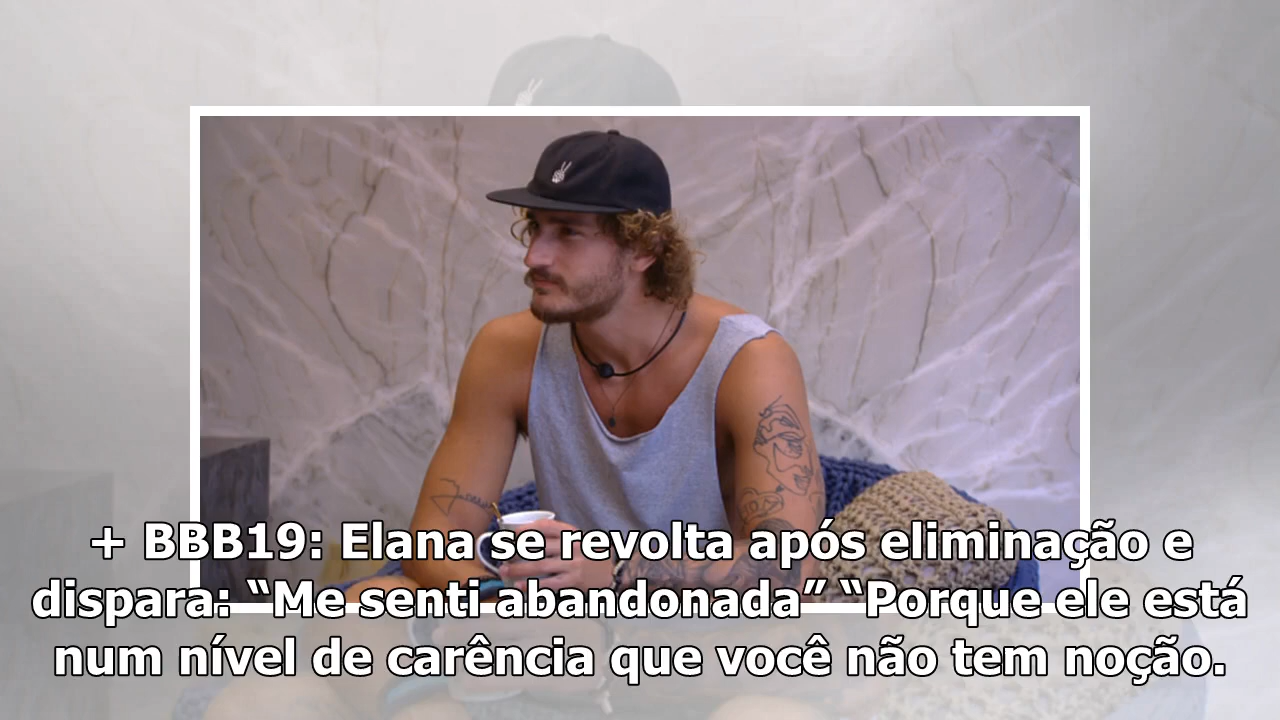 + BBB19: Elana se revolta após eliminação e
dispara: “Me senti abandonada” “Porque ele está
num nível de carência que você não tem noção.